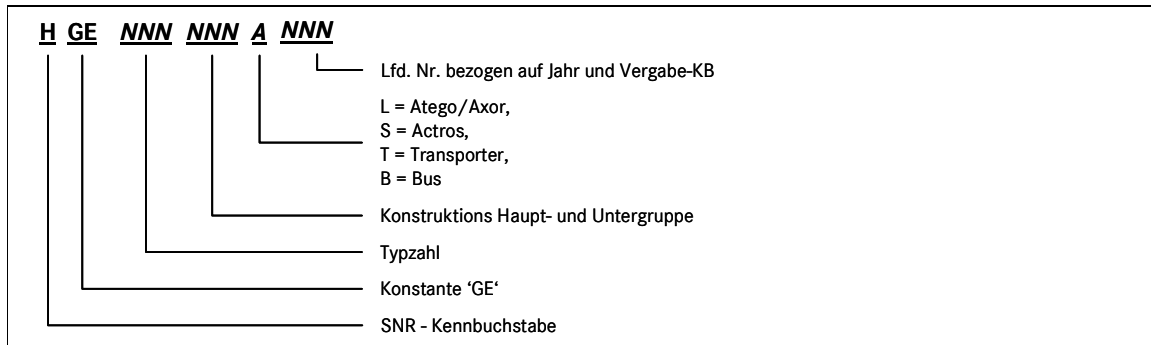 H GE NNN NNN A NNN
Lfd. Nr. bezogen auf Jahr und Vergabe-KB
L = Atego/Axor,
S = Actros,
T = Transporter,
B = Bus
Konstruktions Haupt- und Untergruppe
Typzahl
Konstante ‘GE‘
SNR - Kennbuchstabe